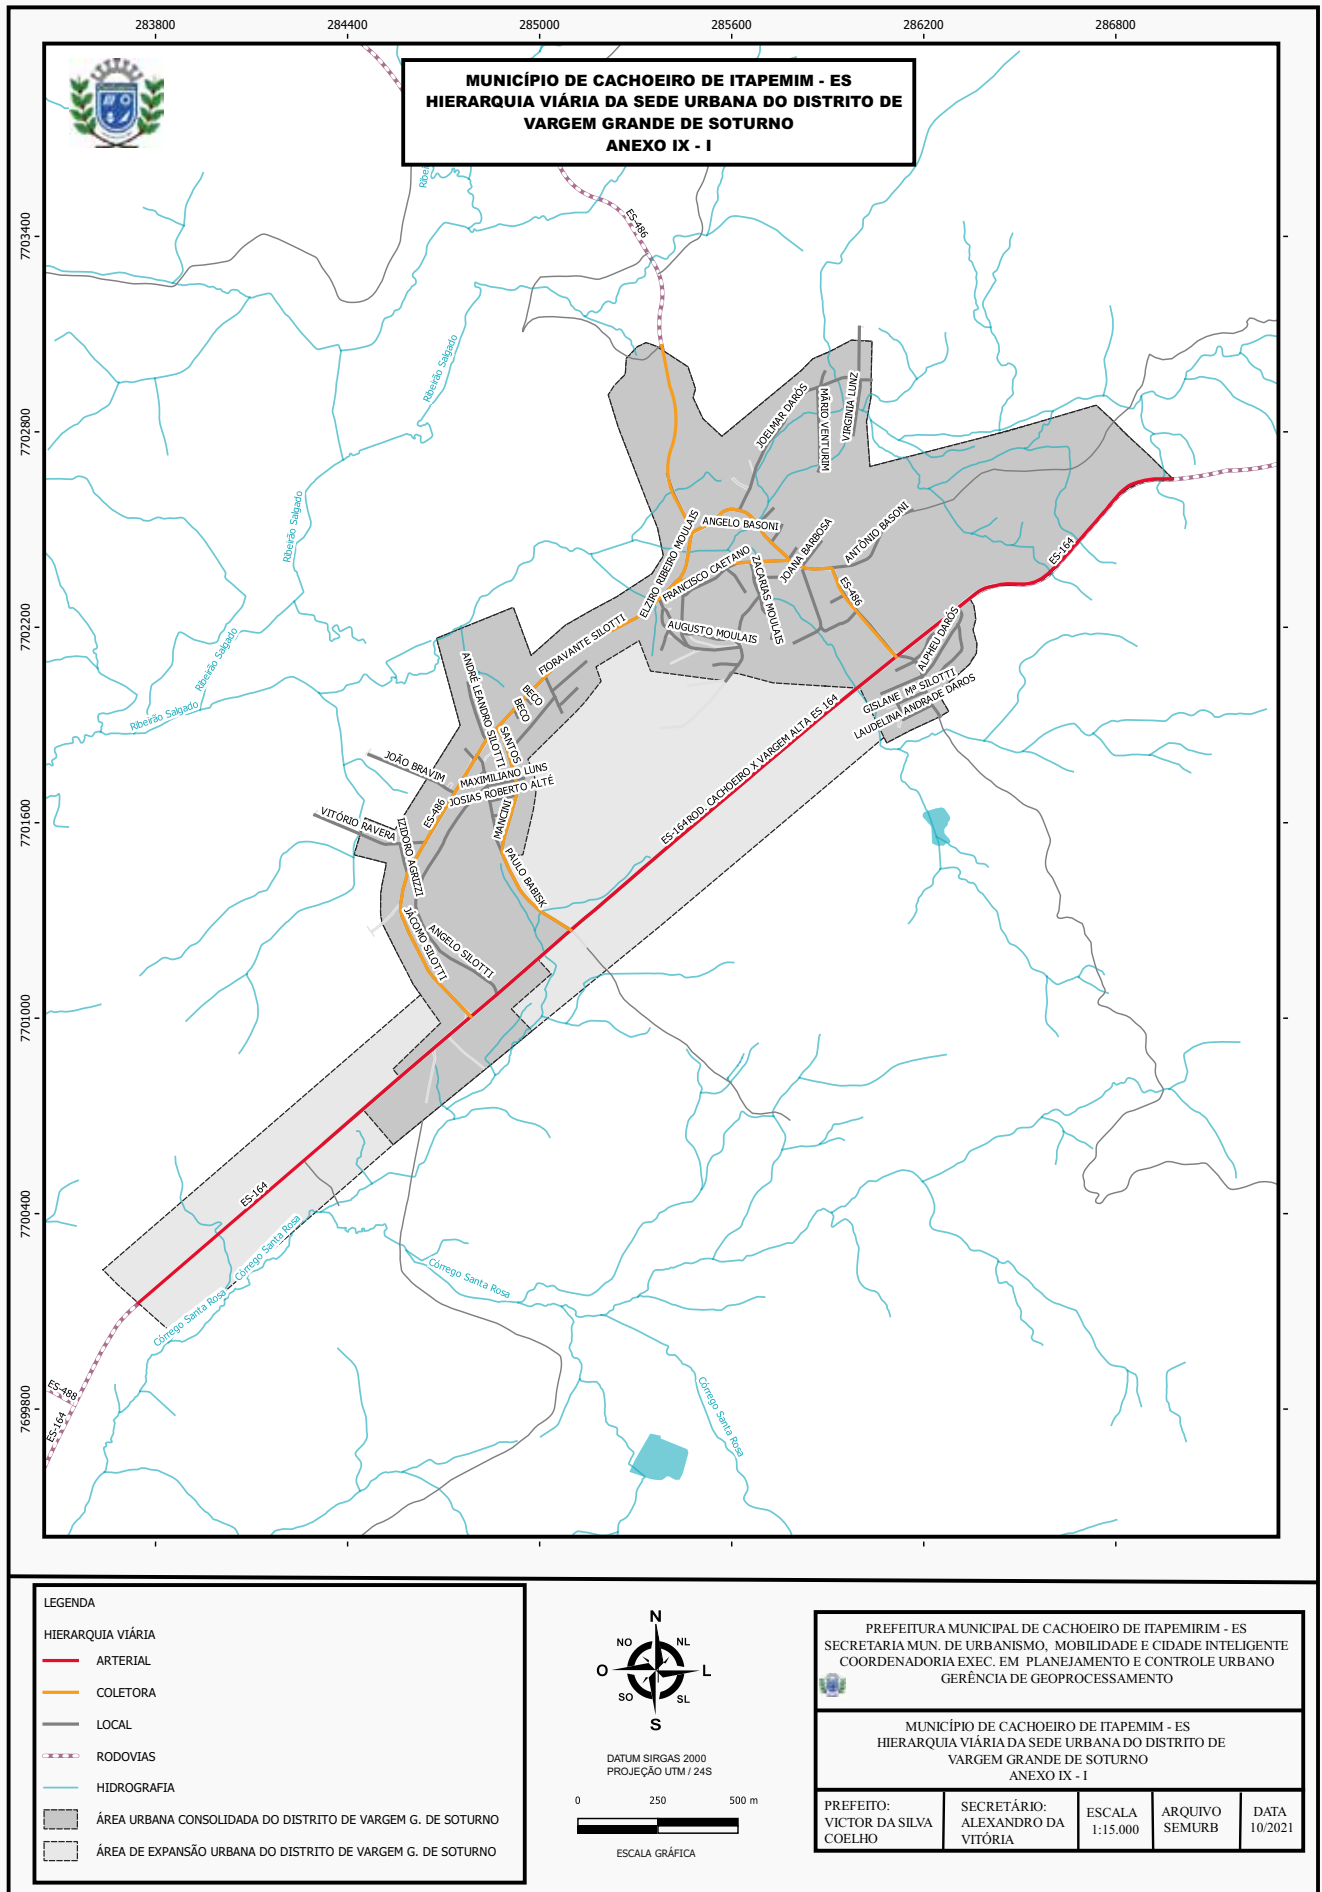 283800 284400 285000 285600 286200 286800
MUNICÍPIO DE CACHOEIRO DE ITAPEMIM - ES
HIERARQUIA VIÁRIA DA SEDE URBANA DO DISTRITO DE
VARGEM GRANDE DE SOTURNO
ANEXO IX - I
7703400
7702800
7702200
7701600
7701000
7700400
7699800
Ribei
ES-486
Ribeirão Salgado
Ribeirão Salgado
Ribeirão Salgado
Ribeirão Salgado
JOELMAR DARÓS
MÁRIO VENTURIM
VIRGINIA LUNZ
ANGELO BASONI
ELZIRO RIBEIRO MOULAIS
FRANCISCO CAETANO
ZACARIAS MOULAIS
JOANA BARBOSA
ANTÔNIO BASONI
ES-164
ES-486
AUGUSTO MOULAIS
FIORAVANTE SILOTTI
ALPHEU DARÓS
GISLANE Mª SILOTTI
LAUDELINA ANDRADE DAROS
ANDRÉ LEANDRO SILOTTI
BECO
BECO
SANTOS
JOÃO BRAVIM
MAXIMILIANO LUNS
JOSIAS ROBERTO ALTÉ
ES-486
MANCINI
VITÓRIO RAVERA
IZIDORO AGRIZZI
ES-164 ROD. CACHOEIRO X VARGEM ALTA ES 164
PAULO BABISK
JÁCOMO SILOTTI
ANGELO SILOTTI
ES-164
Córrego Santa Rosa
Córrego Santa Rosa
Córrego Santa Rosa
Córrego Santa Rosa
ES-488
ES-164
LEGENDA
HIERARQUIA VIÁRIA
ARTERIAL
COLETORA
LOCAL
RODOVIAS
HIDROGRAFIA
ÁREA URBANA CONSOLIDADA DO DISTRITO DE VARGEM G. DE SOTURNO
ÁREA DE EXPANSÃO URBANA DO DISTRITO DE VARGEM G. DE SOTURNO
N
NO NL
O L
SO SL
S
DATUM SIRGAS 2000
PROJEÇÃO UTM / 24S
0 250 500 m
ESCALA GRÁFICA
PREFEITURA MUNICIPAL DE CACHOEIRO DE ITAPEMIRIM - ES
SECRETARIA MUN. DE URBANISMO, MOBILIDADE E CIDADE INTELIGENTE
COORDENADORIA EXEC. EM PLANEJAMENTO E CONTROLE URBANO
GERÊNCIA DE GEOPROCESSAMENTO
MUNICÍPIO DE CACHOEIRO DE ITAPEMIM - ES
HIERARQUIA VIÁRIA DA SEDE URBANA DO DISTRITO DE
VARGEM GRANDE DE SOTURNO
ANEXO IX - I
PREFEITO:
VICTOR DA SILVA
COELHO
SECRETÁRIO:
ALEXANDRO DA
VITÓRIA
ESCALA
1:15.000
ARQUIVO
SEMURB
DATA
10/2021